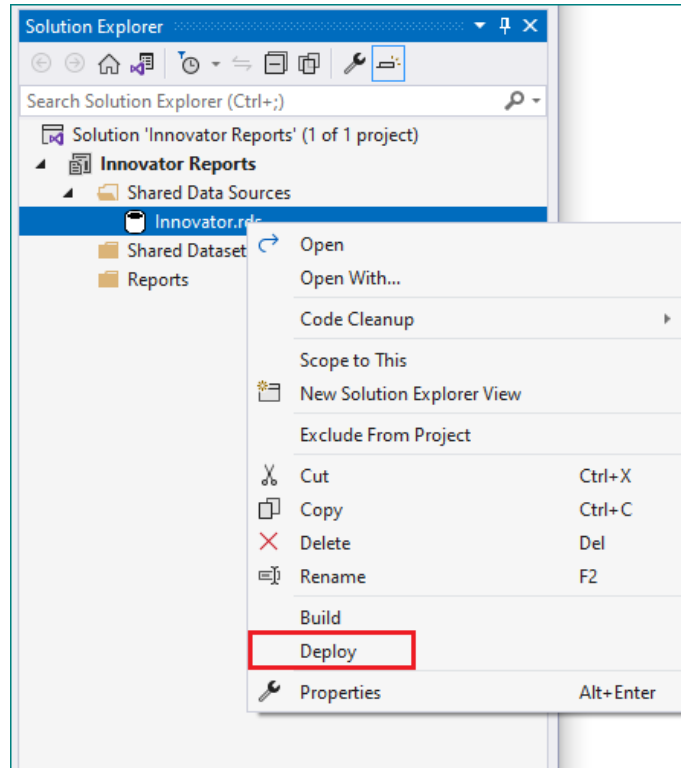 Solution Explorer
Search Solution Explorer (Ctrl+;)
Solution 'Innovator Reports' (1 of 1 project)
Innovator Reports
Shared Data Sources
Innovator.rds
Shared Dataset
Reports
Open
Open With...
Code Cleanup
Scope to This
New Solution Explorer View
Exclude From Project
Cut Ctrl+X
Copy Ctrl+C
Delete Del
Rename F2
Build
Deploy
Properties Alt+Enter